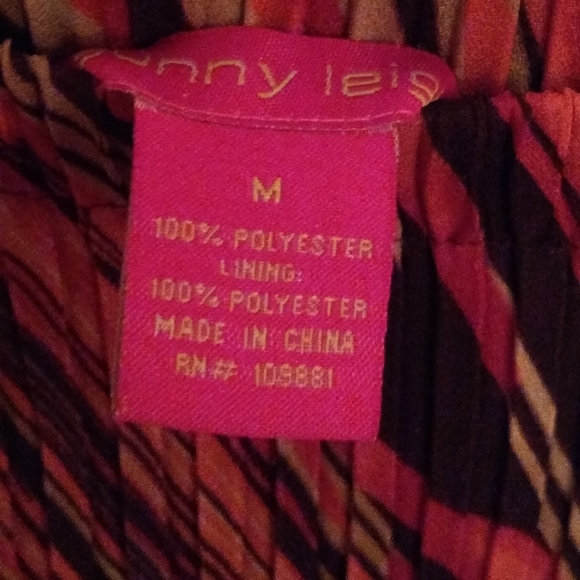 nny leig
M
100% POLYESTER
LINING:
100% POLYESTER
MADE IN CHINA
RN# 109881